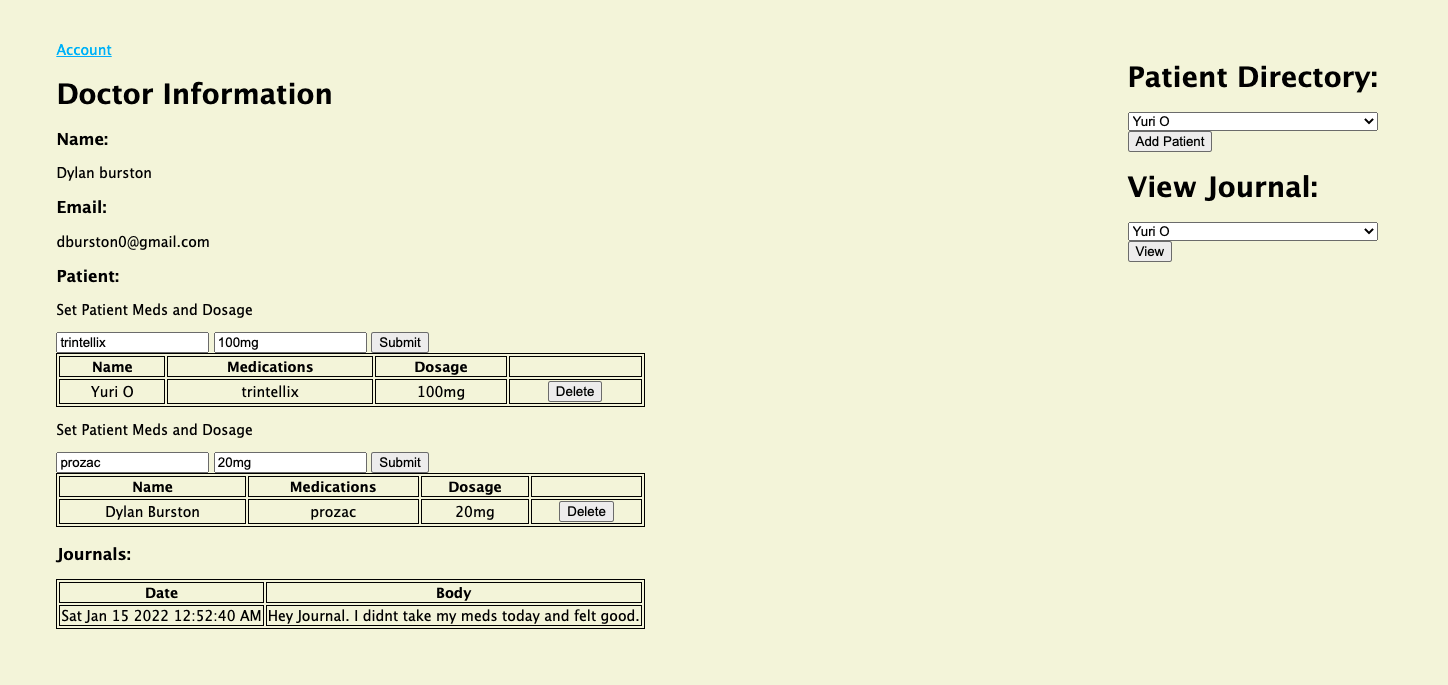 Account
Doctor Information
Name:
Dylan burston
Email:
dburston0@gmail.com
Patient:
Set Patient Meds and Dosage
trintellix 100mg Submit
Name Medications Dosage
Yuri O trintellix 100mg Delete
Set Patient Meds and Dosage
prozac 20mg Submit
Name Medications Dosage
Dylan Burston prozac 20mg Delete
Journals:
Date Body
Sat Jan 15 2022 12:52:40 AM Hey Journal. I didnt take my meds today and felt good.
Patient Directory:
Yuri O
Add Patient
View Journal:
Yuri O
View